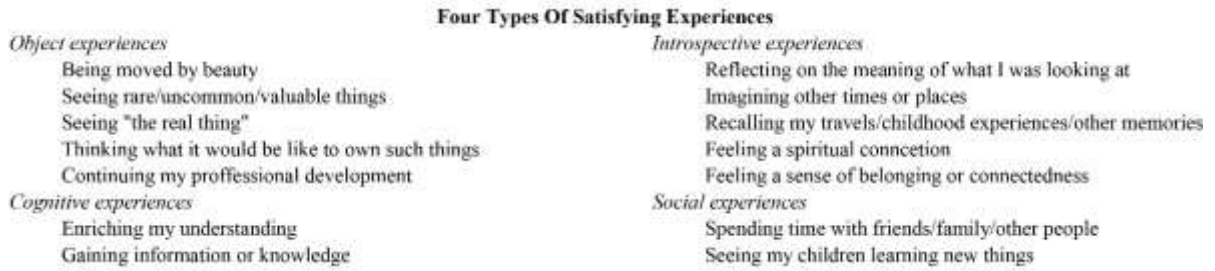 Four Types Of Satisfying Experiences
Object experiences
Being moved by beauty
Seeing rare/uncommon/valuable things
Seeing "the real thing"
Thinking what it would be like to own such things
Continuing my proffessional development
Cognitive experiences
Enriching my understanding
Gaining information or knowledge
Introspective experiences
Reflecting on the meaning of what I was looking at
Imagining other times or places
Recalling my travels/childhood experiences/other memories
Feeling a spiritual conncetion
Feeling a sense of belonging or connectedness
Social experiences
Spending time with friends/family/other people
Seeing my children learning new things